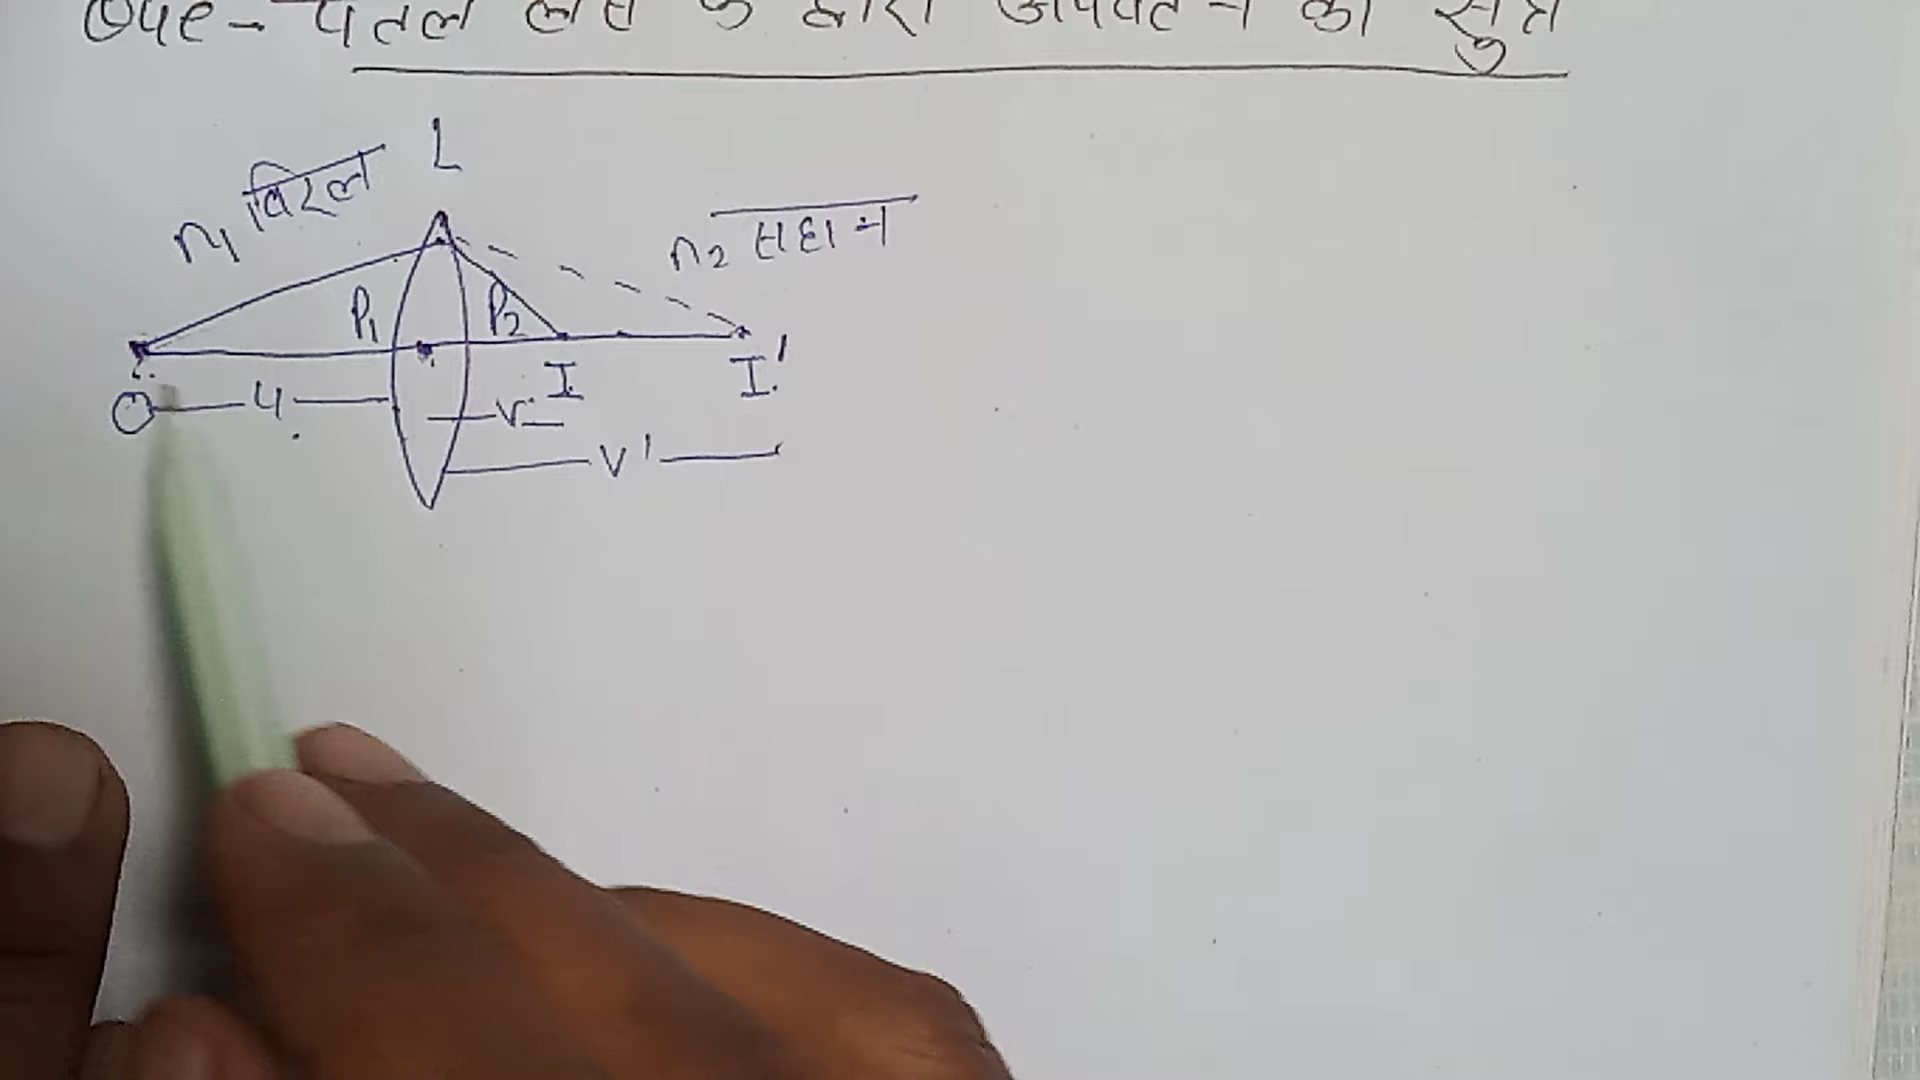 पतले लेंस के द्वारा अपवर्तन का सुत्र
L
n1 विरल
n2 सघन
P1 P2
I I'
O u v
v'